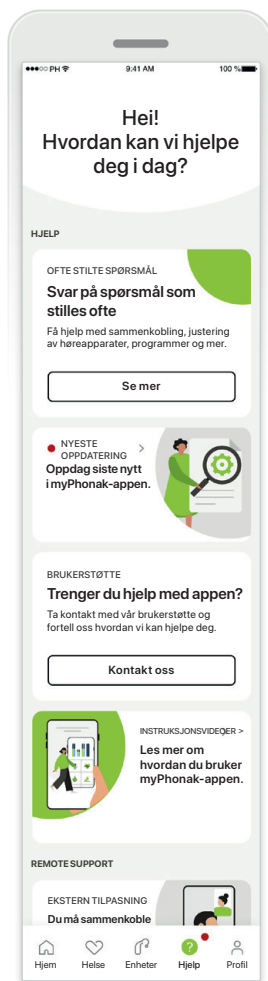 PH 9:41 AM 100 %
Hei!
Hvordan kan vi hjelpe
deg i dag?
HJELP
OFTE STILTE SPØRSMÅL
Svar på spørsmål som
stilles ofte
Få hjelp med sammenkobling, justering
av høreapparater, programmer og mer.
Se mer
NYESTE >
OPPDATERING
Oppdag siste nytt
i myPhonak-appen.
BRUKERSTØTTE
Trenger du hjelp med appen?
Ta kontakt med vår brukerstøtte og
fortell oss hvordan vi kan hjelpe deg.
Kontakt oss
INSTRUKSJONSVIDEOER >
Les mer om
hvordan du bruker
myPhonak-appen.
REMOTE SUPPORT
EKSTERN TILPASNING
Du må sammenkoble
Hjem Helse Enheter Hjelp Profil